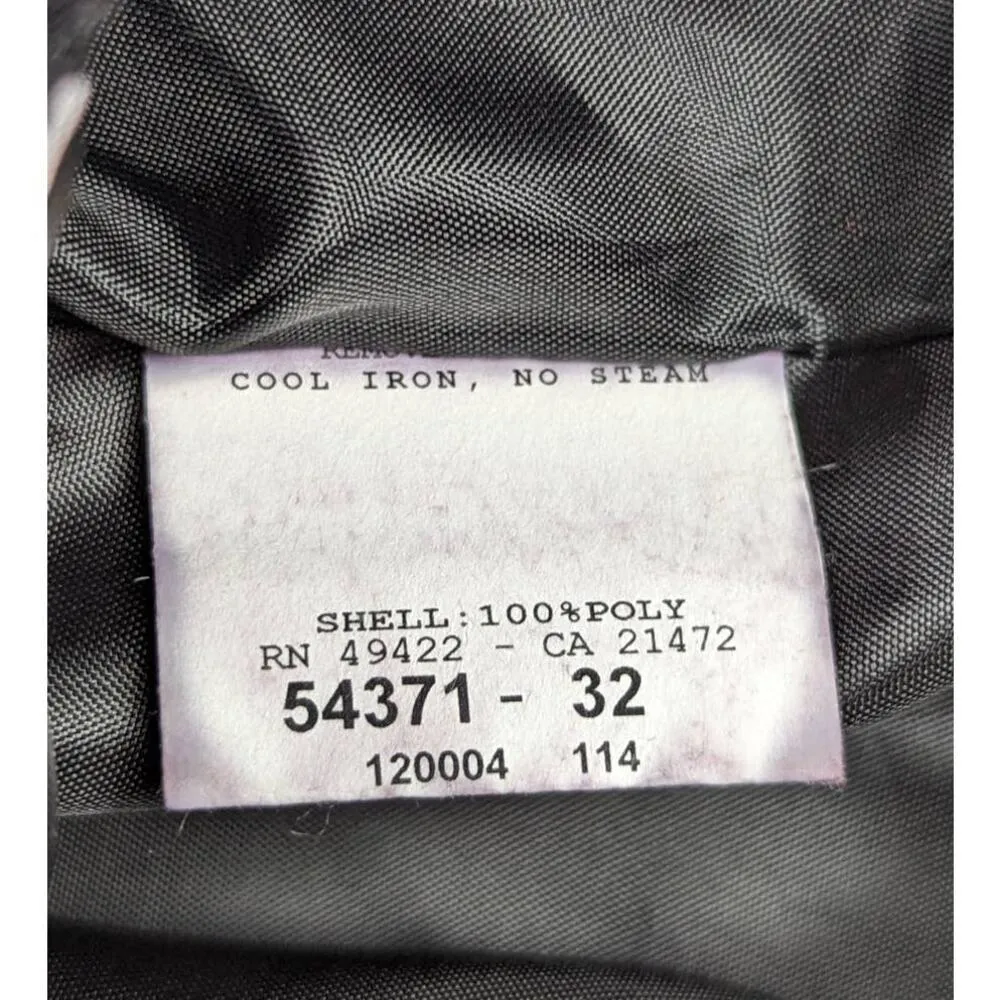 COOL IRON, NO STEAM
SHELL:100%POLY
RN 49422 - CA 21472
54371 - 32
120004 114